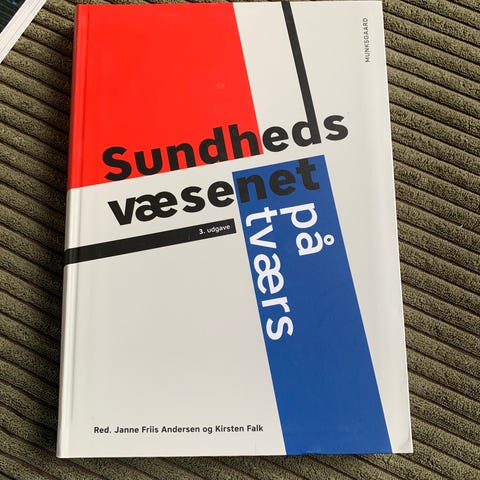 MUNKSGAARD
Sundheds
væsenet
på
tværs
3. udgave
Red. Janne Friis Andersen og Kirsten Falk